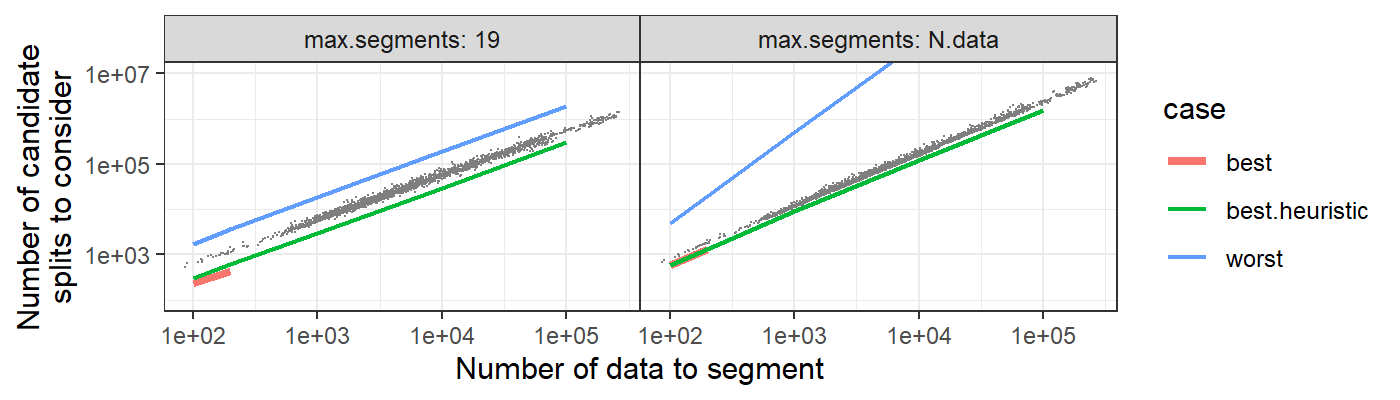 max.segments: 19
max.segments: N.data
Number of candidate
splits to consider
1e+07
1e+05
1e+03
1e+02
1e+03
1e+04
1e+05
1e+02
1e+03
1e+04
1e+05
Number of data to segment
case
best
best.heuristic
worst